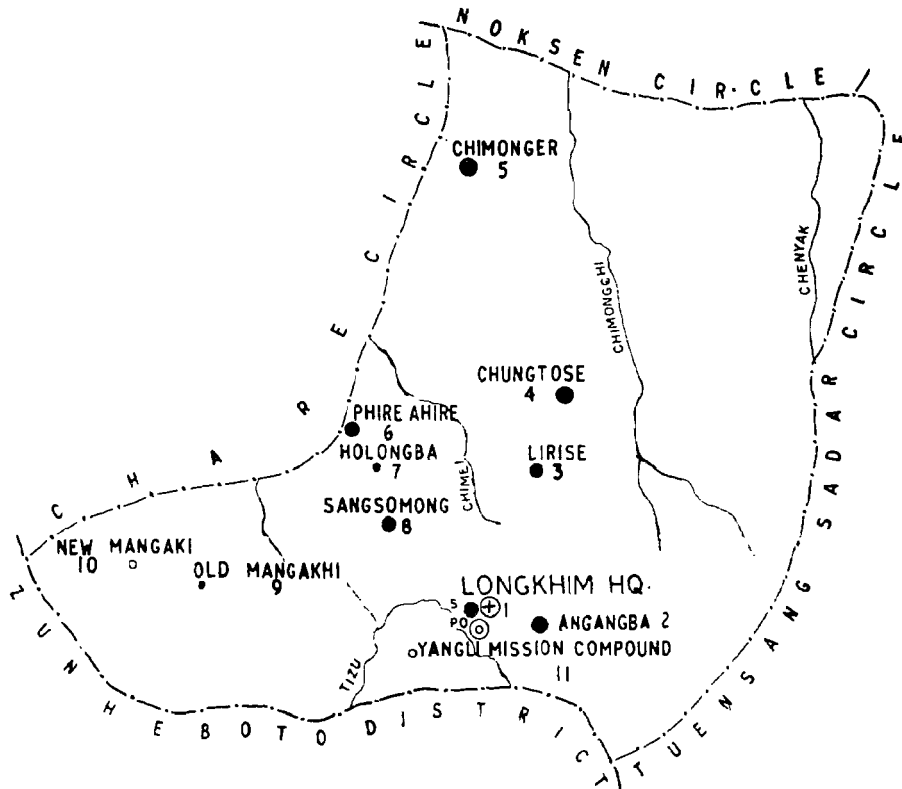 NOKSEN CIRCLE
CHARE CIRCLE
CHIMONGER
5
CHENYAK
CHIMONGCHI
TUENSANG SADAR CIRCLE
CHUNGTOSE
4
PHIRE AHIRE
6
HOLONGBA
7
LIRISE
3
CHIMEI
SANGSOMONG
8
NEW MANGAKI
10
OLD MANGAKHI
9
LONGKHIM HQ.
S
1
P.O
ANGANGBA 2
YANGLI MISSION COMPOUND
11
TIZU
ZUNHEBOTO DISTRICT